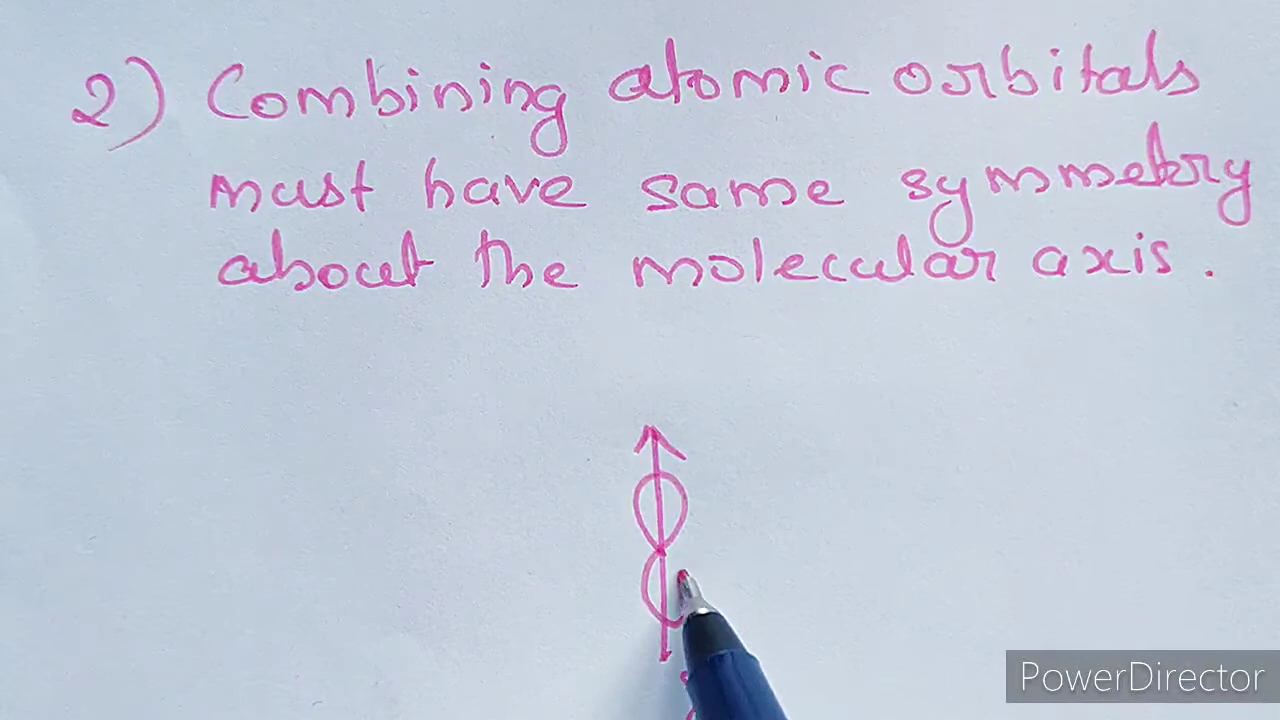 2) Combining atomic orbitals
must have same symmetry
about the molecular axis.
PowerDirector